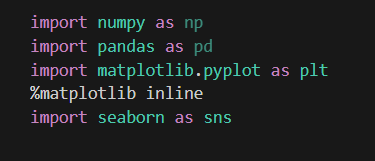 import numpy as np
import pandas as pd
import matplotlib.pyplot as plt
%matplotlib inline
import seaborn as sns